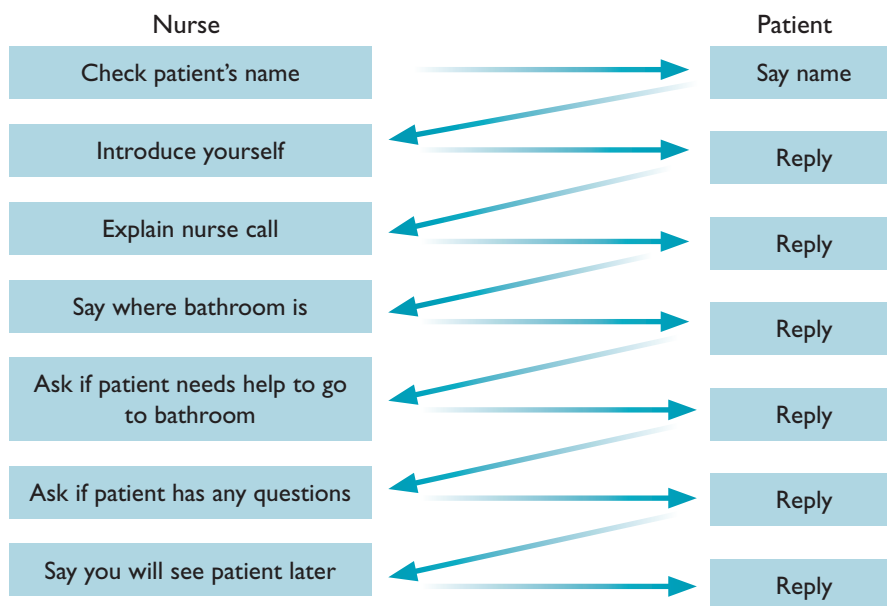 Nurse
Patient
Check patient's name
Say name
Introduce yourself
Reply
Explain nurse call
Reply
Say where bathroom is
Reply
Ask if patient needs help to go
to bathroom
Reply
Ask if patient has any questions
Reply
Say you will see patient later
Reply